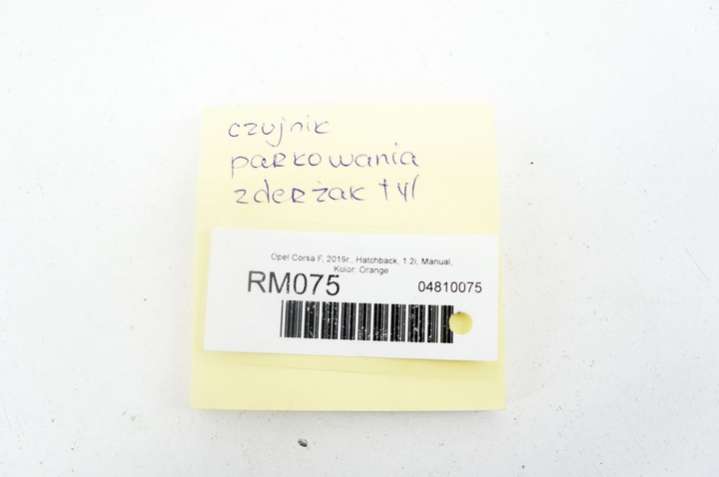 czujnik
parkowania
zderżak tył
Opel Corsa F, 2019r., Hatchback, 1.2i, Manual,
Kolor: Orange
RM075
04810075